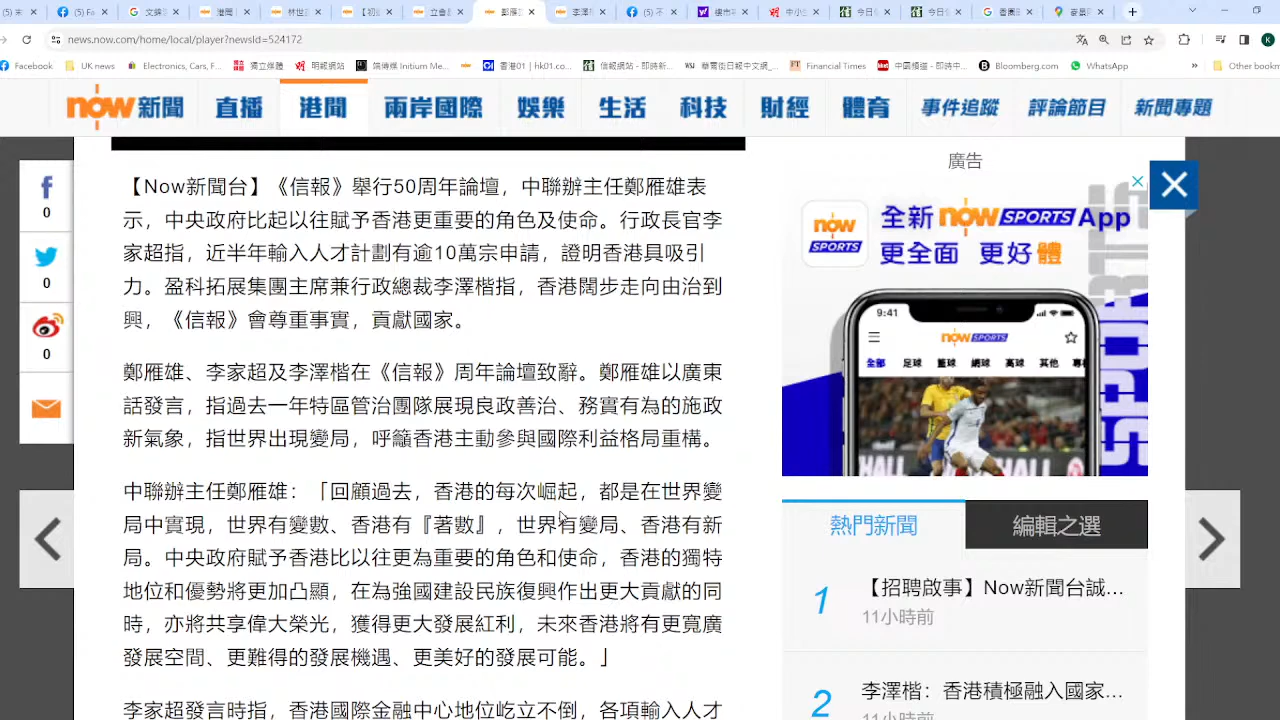 news.now.com/home/local/player?newsId=524172
Facebook
UK news
Electronics, Cars, F...
獨立媒體
明報網站
端傳媒 Initium Me...
香港01 | hk01.co...
信報網站 - 即時新...
華爾街日報中文網_...
Financial Times
中國頻道 - 即時中...
Bloomberg.com
WhatsApp
»
Other bookm
now新聞
直播
港聞
兩岸國際
娛樂
生活
科技
財經
體育
事件追蹤
評論節目
新聞專題
0
0
0
【Now新聞台】《信報》舉行50周年論壇，中聯辦主任鄭雁雄表
示，中央政府比起以往賦予香港更重要的角色及使命。行政長官李
家超指，近半年輸入人才計劃有逾10萬宗申請，證明香港具吸引
力。盈科拓展集團主席兼行政總裁李澤楷指，香港闊步走向由治到
興，《信報》會尊重事實，貢獻國家。
鄭雁雄、李家超及李澤楷在《信報》周年論壇致辭。鄭雁雄以廣東
話發言，指過去一年特區管治團隊展現良政善治、務實有為的施政
新氣象，指世界出現變局，呼籲香港主動參與國際利益格局重構。
中聯辦主任鄭雁雄：「回顧過去，香港的每次崛起，都是在世界變
局中實現，世界有變數、香港有『著數』，世界有變局、香港有新
局。中央政府賦予香港比以往更為重要的角色和使命，香港的獨特
地位和優勢將更加凸顯，在為強國建設民族復興作出更大貢獻的同
時，亦將共享偉大榮光，獲得更大發展紅利，未來香港將有更寬廣
發展空間、更難得的發展機遇、更美好的發展可能。」
李家超發言時指，香港國際金融中心地位屹立不倒，各項輸入人才
廣告
now SPORTS
全新 now SPORTS App
更全面 更好體
9:41
now SPORTS
全部 足球 籃球 網球 高球 其他
熱門新聞
編輯之選
1
【招聘啟事】Now新聞台誠...
11小時前
2
李澤楷：香港積極融入國家...
11小時前